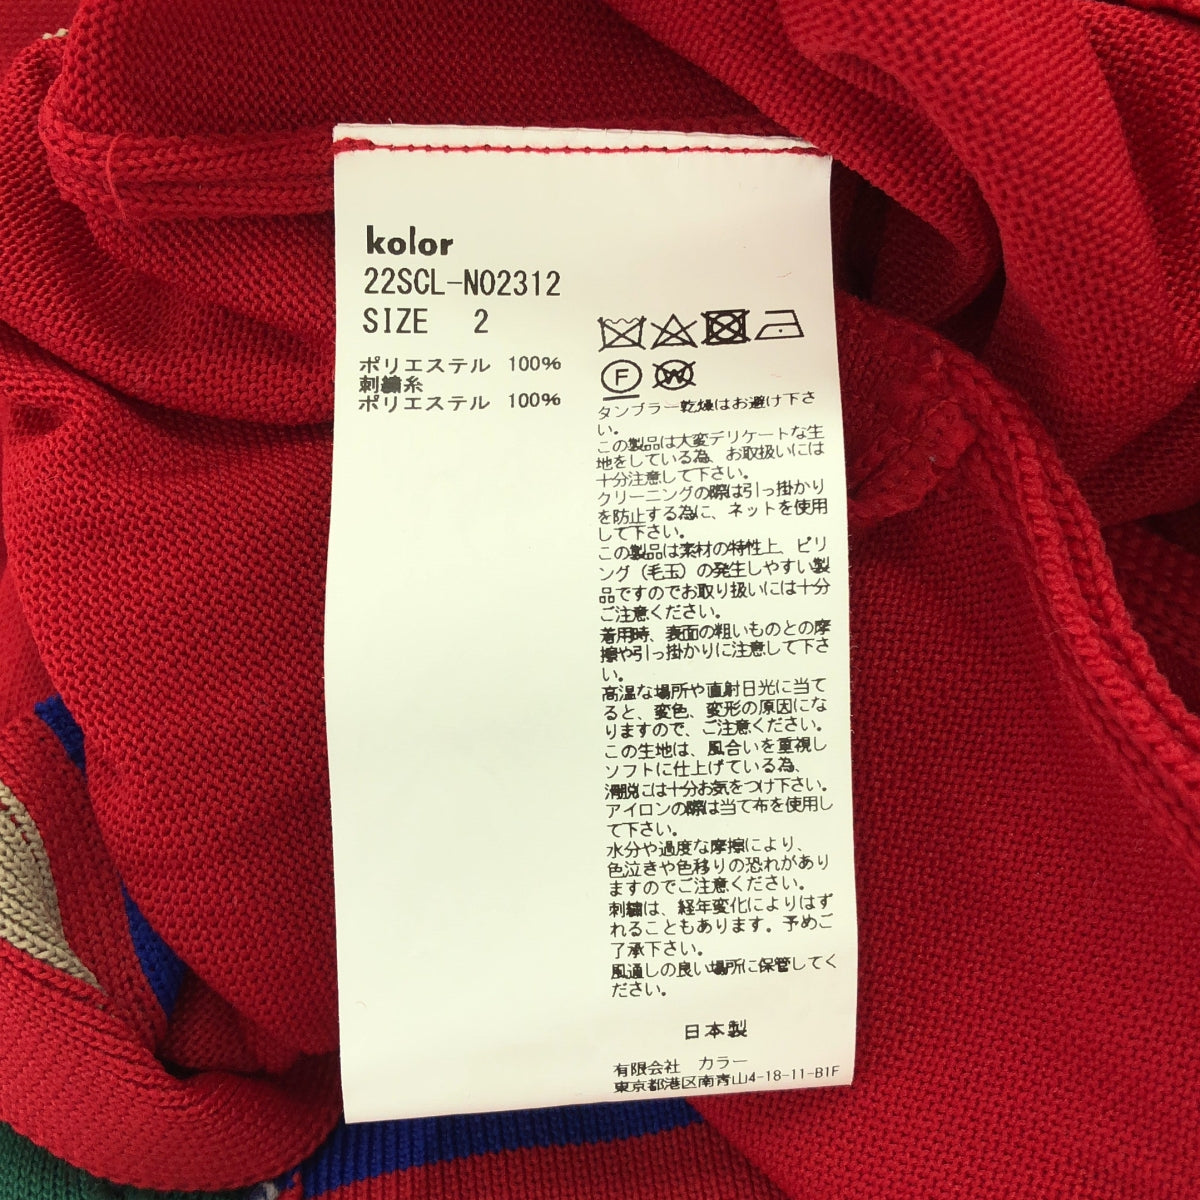 kolor
22SCL-N02312
SIZE 2
ポリエステル 100%
刺繍糸
ポリエステル 100%
F
W
タンブラー乾燥はお避け下さ
い。
この製品は大変デリケートな生
地をしている為、お取扱いには
十分注意して下さい。
クリーニングの際は引っ掛かり
を防止する為に、ネットを使用
して下さい。
この製品は素材の特性上、ピリ
ング(毛玉)の発生しやすい製
品ですのでお取り扱いには十分
ご注意ください。
着用時、表面の粗いものとの摩
擦や引っ掛かりに注意して下さ
い。
高温な場所や直射日光に当て
ると、変色、変形の原因にな
りますので、ご注意ください。
この生地は、風合いを重視し
ソフトに仕上げている為、
滑脱には十分お気をつけ下さい。
アイロンの際は当て布を使用し
て下さい。
水分や過度な摩擦により、
色泣きや色移りの恐れがあり
ますのでご注意ください。
刺繍は、経年変化によりはず
れることもあります。予めご
了承下さい。
風通しの良い場所に保管してく
ださい。
日本製
有限会社 カラー
東京都港区南青山4-18-11-B1F